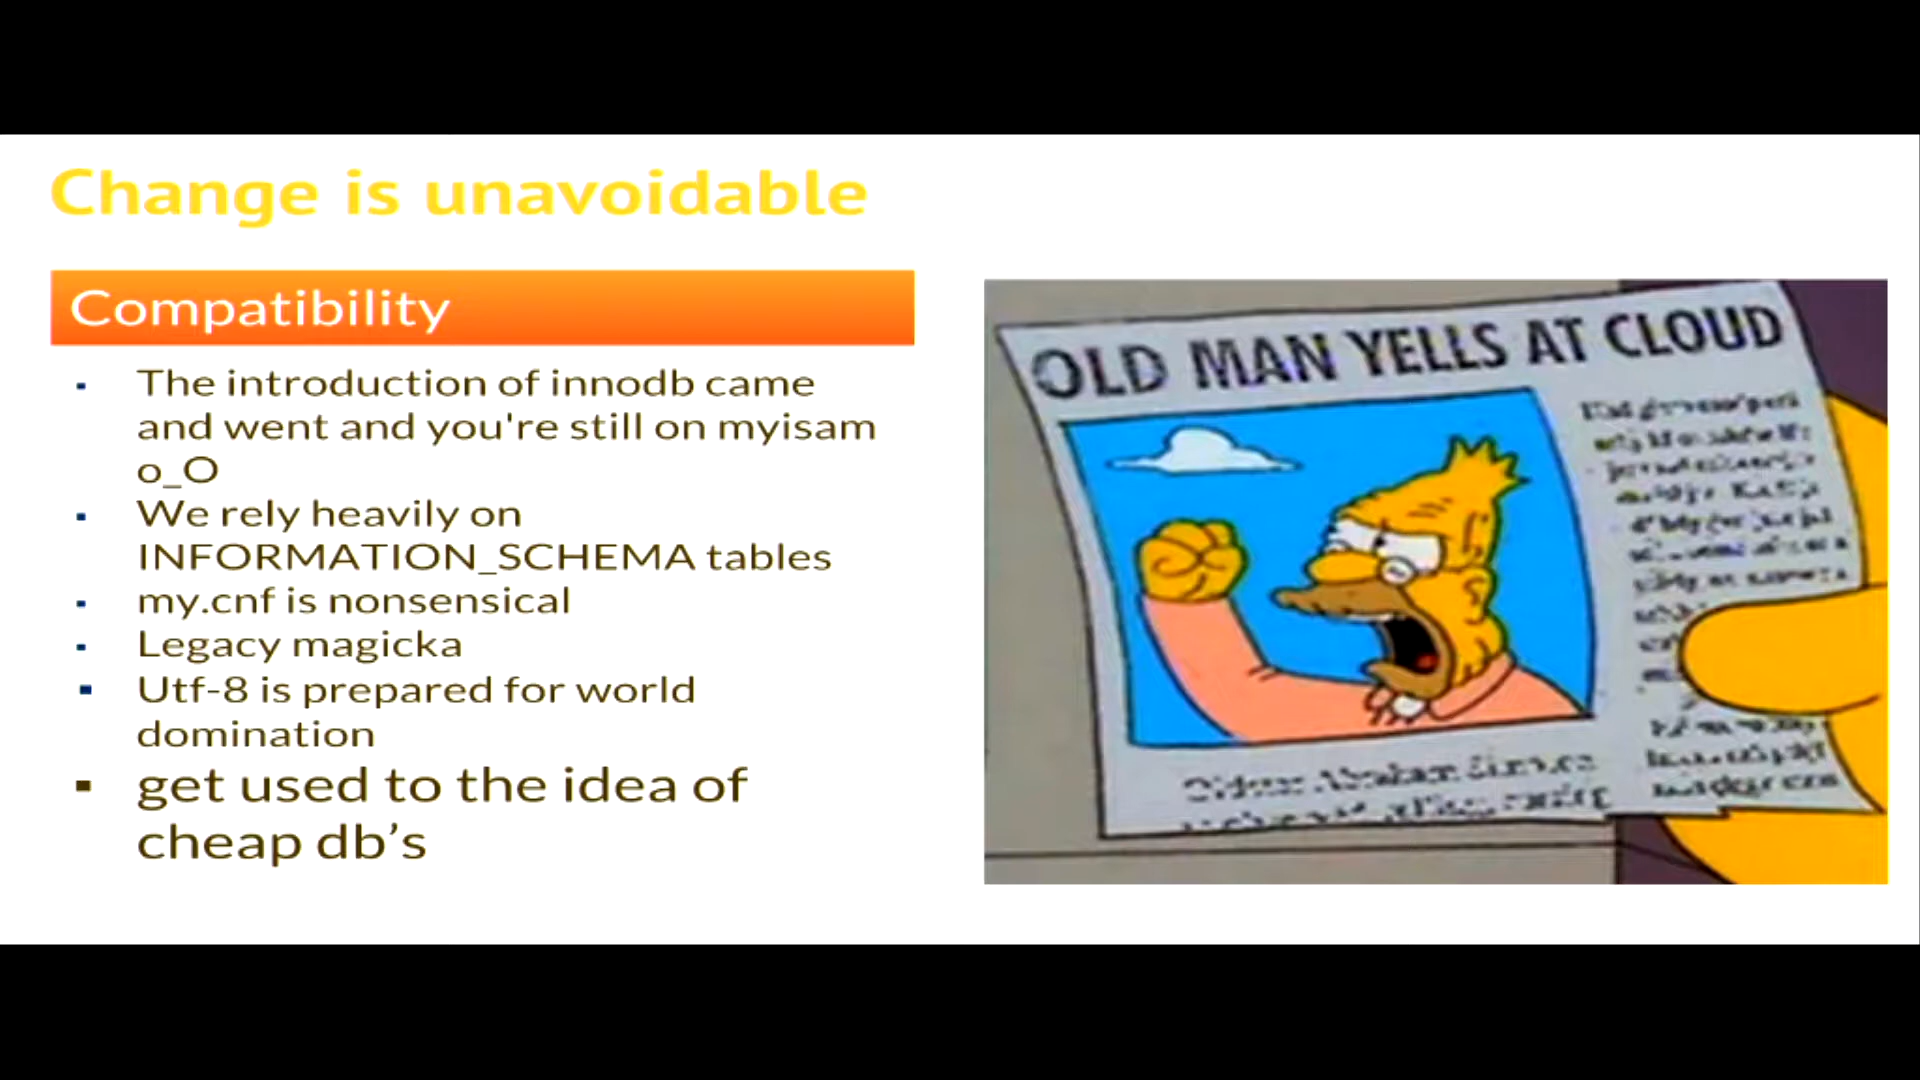 Change is unavoidable
Compatibility
The introduction of innodb came
and went and you're still on myisam
o_O
We rely heavily on
INFORMATION_SCHEMA tables
my.cnf is nonsensical
Legacy magicka
Utf-8 is prepared for world
domination
get used to the idea of
cheap db’s
OLD MAN YELLS AT CLOUD